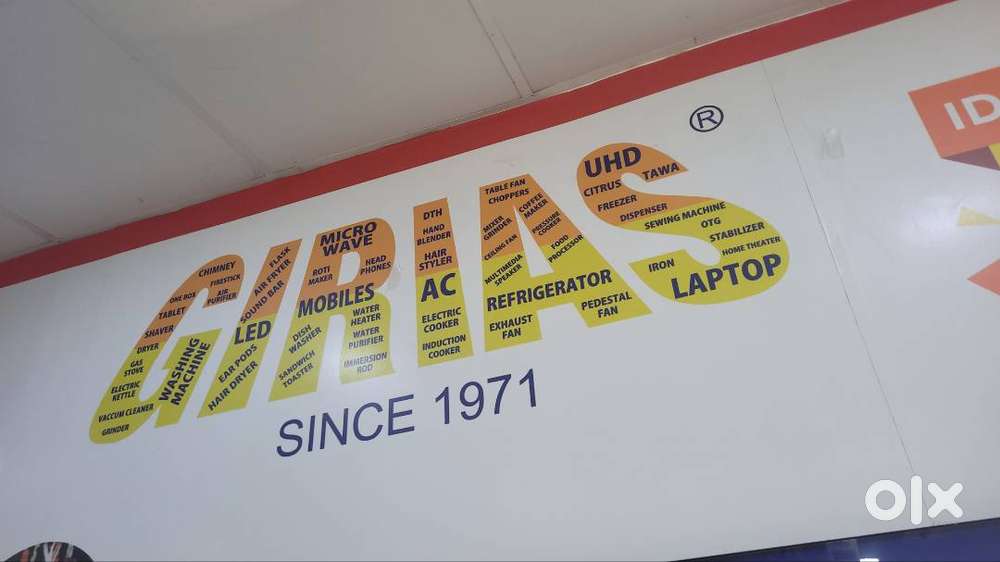 GIRIAS ®
CHIMNEY
FIRESTICK
ONE BOX
AIR
PURIFIER
TABLET
SHAVER
DRYER
GAS
STOVE
ELECTRIC
KETTLE
VACCUM CLEANER
GRINDER
WASHING
MACHINE
FLASK
AIR FRYER
SOUND BAR
LED
EAR PODS
HAIR DRYER
MICRO
WAVE
ROTI
MAKER
HEAD
PHONES
MOBILES
DISH
WASHER
SANDWICH
TOASTER
WATER
HEATER
WATER
PURIFIER
IMMERSION
ROD
DTH
HAND
BLENDER
HAIR
STYLER
AC
ELECTRIC
COOKER
INDUCTION
COOKER
TABLE FAN
CHOPPERS
MIXER
GRINDER
COFFEE
MAKER
CEILING FAN
PRESSURE
COOKER
MULTIMEDIA
SPEAKER
FOOD
PROCESSOR
REFRIGERATOR
EXHAUST
FAN
PEDESTAL
FAN
UHD
CITRUS
TAWA
FREEZER
DISPENSER
SEWING MACHINE
OTG
STABILIZER
HOME THEATER
IRON
LAPTOP
SINCE 1971
ID
olx